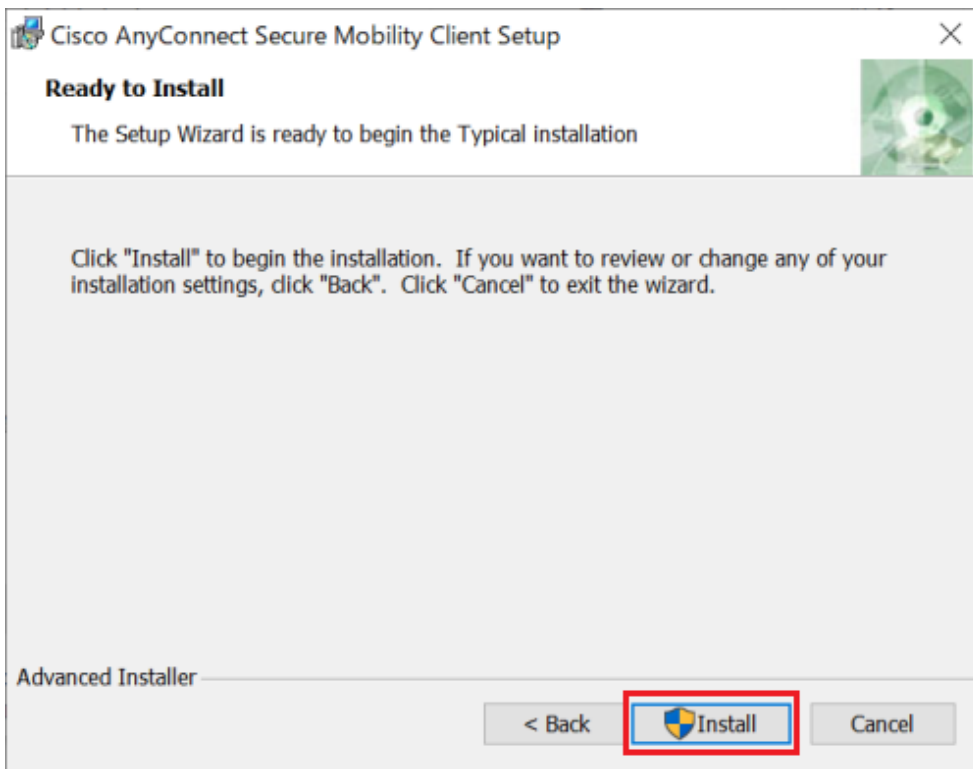 Cisco AnyConnect Secure Mobility Client Setup
Ready to Install
The Setup Wizard is ready to begin the Typical installation
Click "Install" to begin the installation.  If you want to review or change any of your
installation settings, click "Back".  Click "Cancel" to exit the wizard.
Advanced Installer
< Back
Install
Cancel